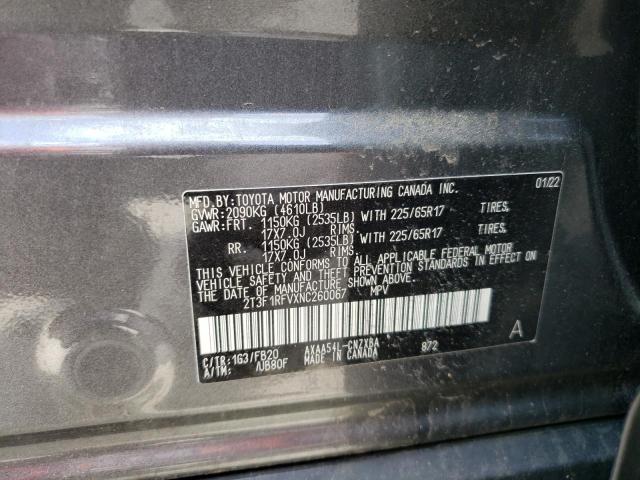 MFD.BY:TOYOTA MOTOR MANUFACTURING CANADA INC. 01/22
GVWR:2090KG (4610LB)
GAWR:FRT. 1150KG (2535LB) WITH 225/65R17 TIRES.
17X7.0J RIMS.
RR. 1150KG (2535LB) WITH 225/65R17 TIRES.
17X7.0J RIMS.
THIS VEHICLE CONFORMS TO ALL APPLICABLE FEDERAL MOTOR
VEHICLE SAFETY AND THEFT PREVENTION STANDARDS IN EFFECT ON
THE DATE OF MANUFACTURE SHOWN ABOVE.
2T3F1RFVXNC260067 MPV
A
C/TR:1G3/FB20 AXAA54L-CNZXBA 872
A/TM: /UB80F MADE IN CANADA